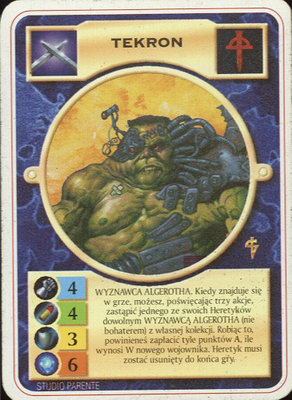 TEKRON
4
4
3
6
WYZNAWCA ALGEROTHA. Kiedy znajduje się
w grze, możesz, poświęcając trzy akcje,
zastąpić jednego ze swoich Heretyków
dowolnym WYZNAWCĄ ALGEROTHA (nie
bohaterem) z własnej kolekcji. Robiąc to,
powinieneś zapłacić tyle punktów A, ile
wynosi W nowego wojownika. Heretyk musi
zostać usunięty do końca gry.
STUDIO PARENTE